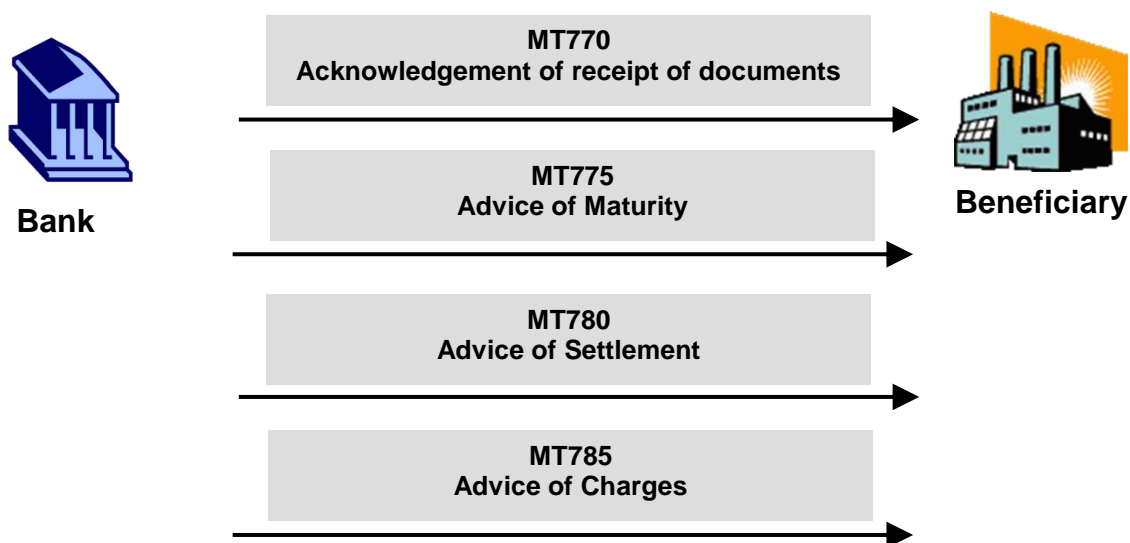 MT770
Acknowledgement of receipt of documents
Bank
MT775
Advice of Maturity
Beneficiary
MT780
Advice of Settlement
MT785
Advice of Charges